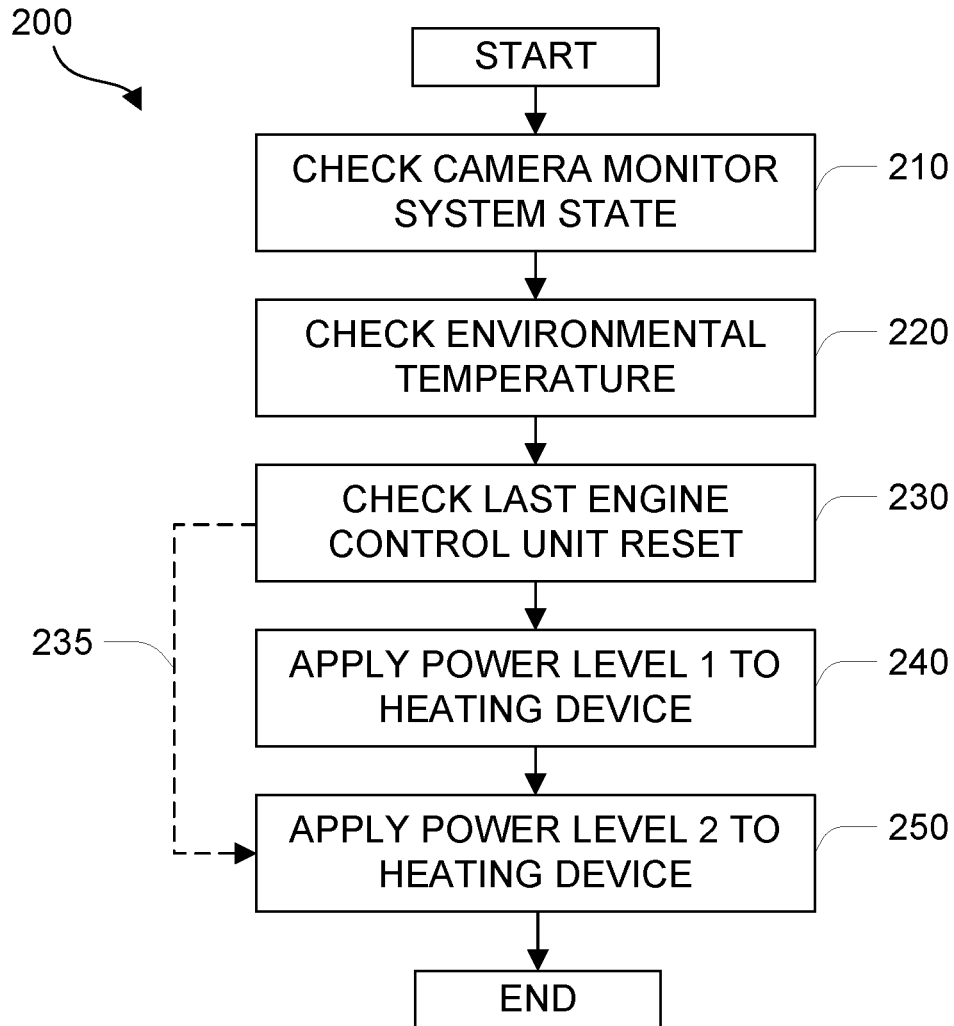 200
START
CHECK CAMERA MONITOR
SYSTEM STATE
210
CHECK ENVIRONMENTAL
TEMPERATURE
220
CHECK LAST ENGINE
CONTROL UNIT RESET
230
235
APPLY POWER LEVEL 1 TO
HEATING DEVICE
240
APPLY POWER LEVEL 2 TO
HEATING DEVICE
250
END